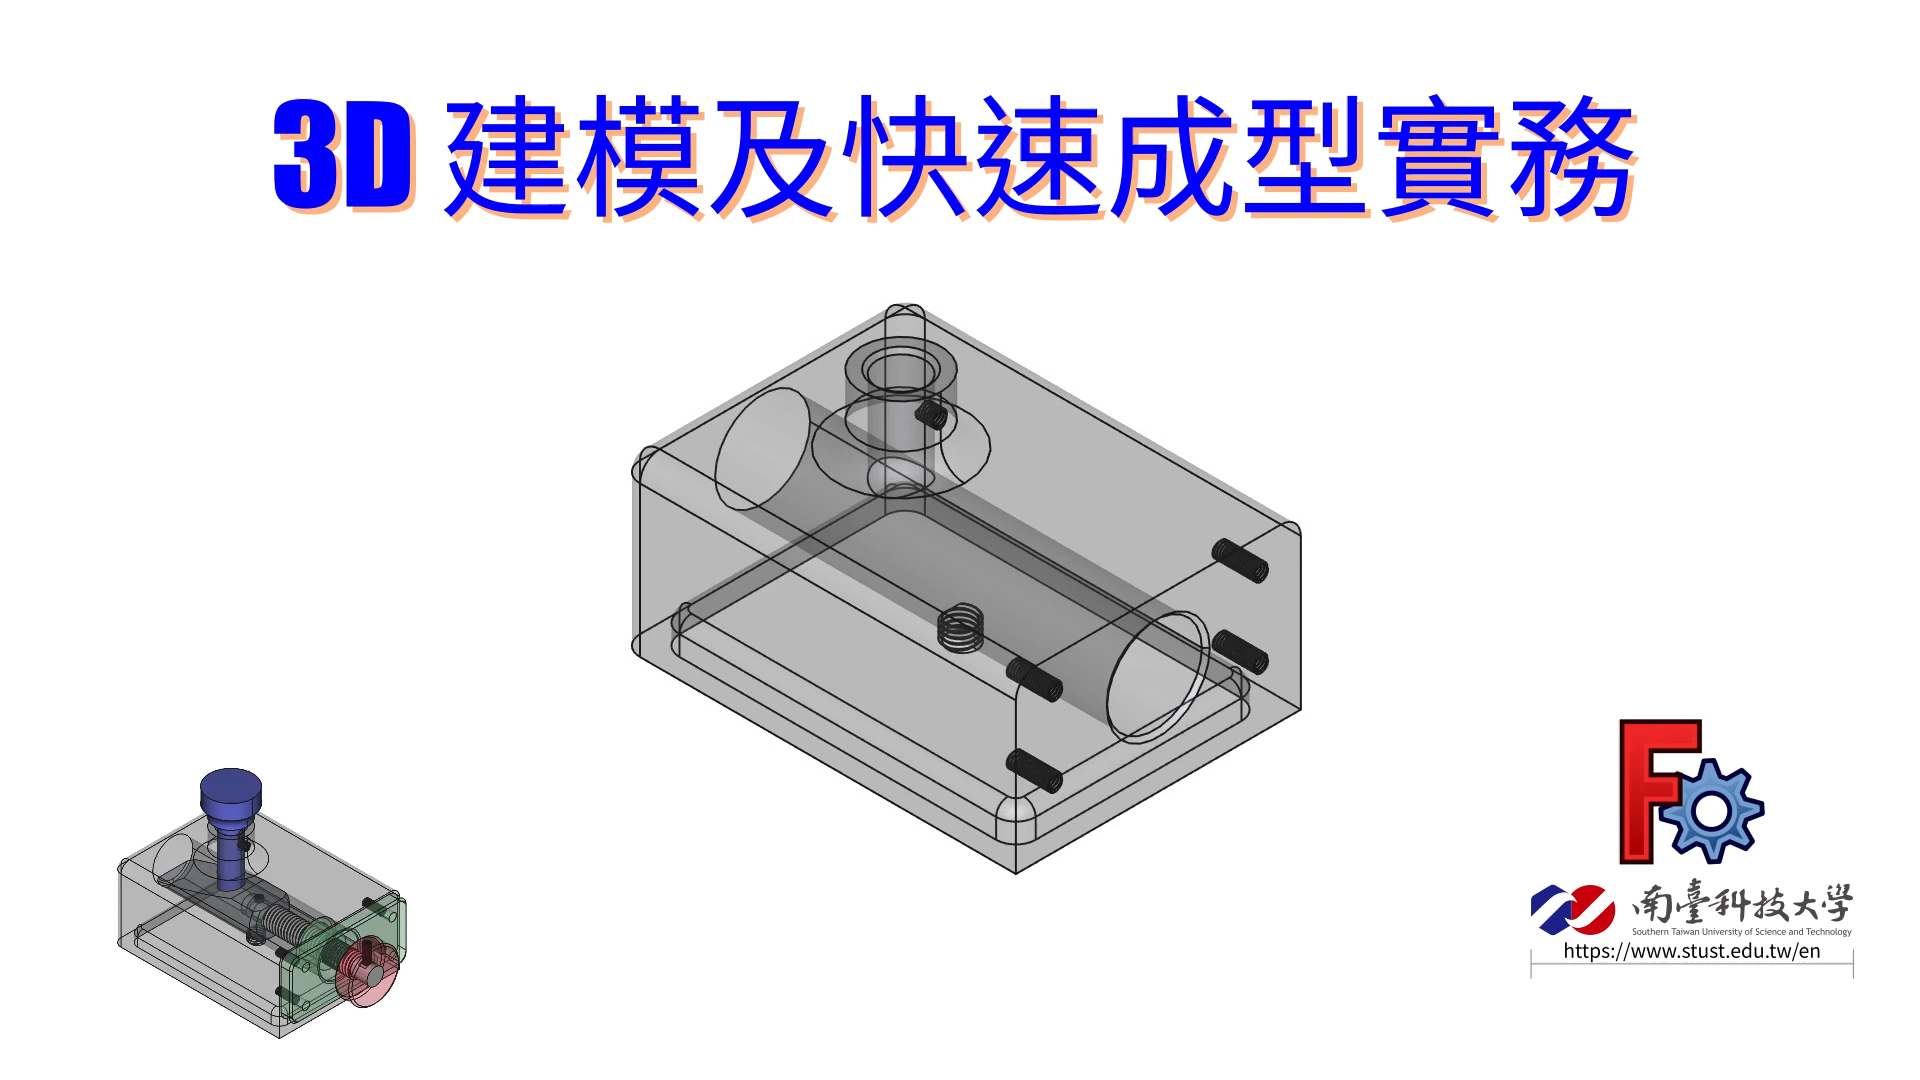 3D 建模及快速成型實務
南臺科技大學
Southern Taiwan University of Science and Technology
https://www.stust.edu.tw/en